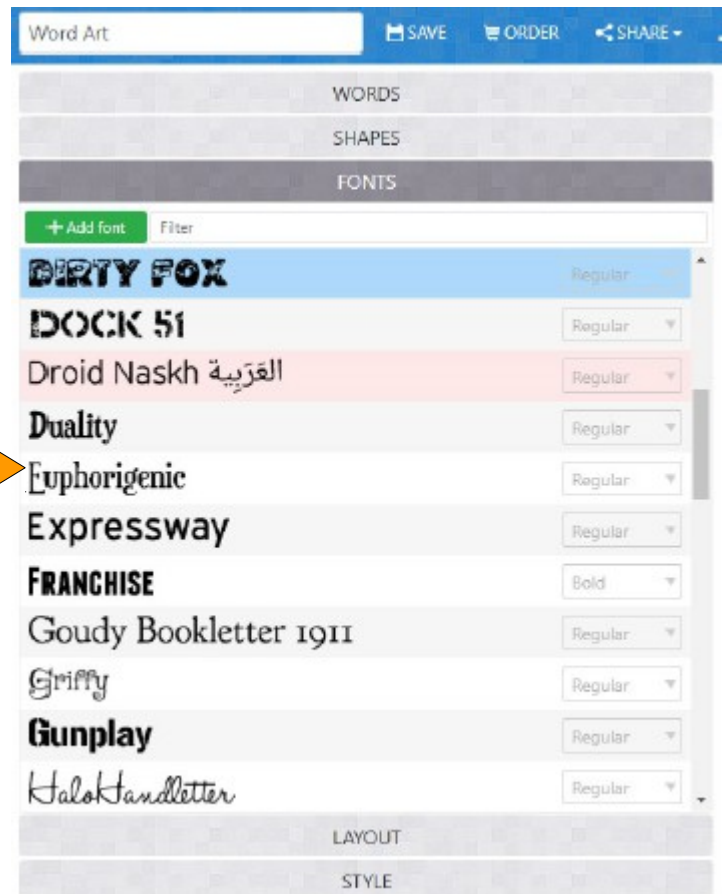 Word Art SAVE ORDER SHARE
WORDS
SHAPES
FONTS
+ Add font Filter
DIRTY FOX Regular
DOCK 51 Regular
Droid Naskh العَرَبِية Regular
Duality Regular
Euphorigenic Regular
Expressway Regular
FRANCHISE Bold
Goudy Bookletter 1911 Regular
Griffy Regular
Gunplay Regular
HaloHandletter Regular
LAYOUT
STYLE